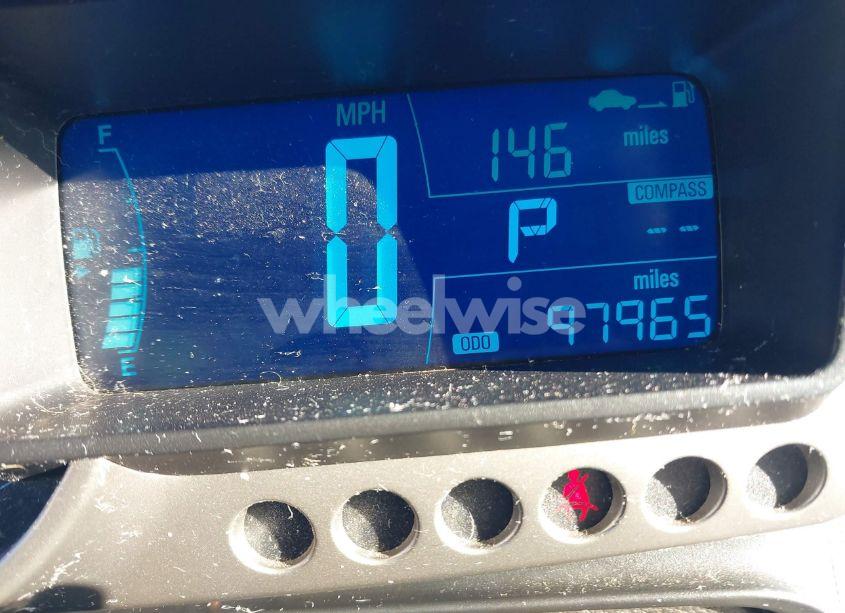 F
MPH
0
146
miles
COMPASS
P
--
miles
ODO 97965
E
wheelwise